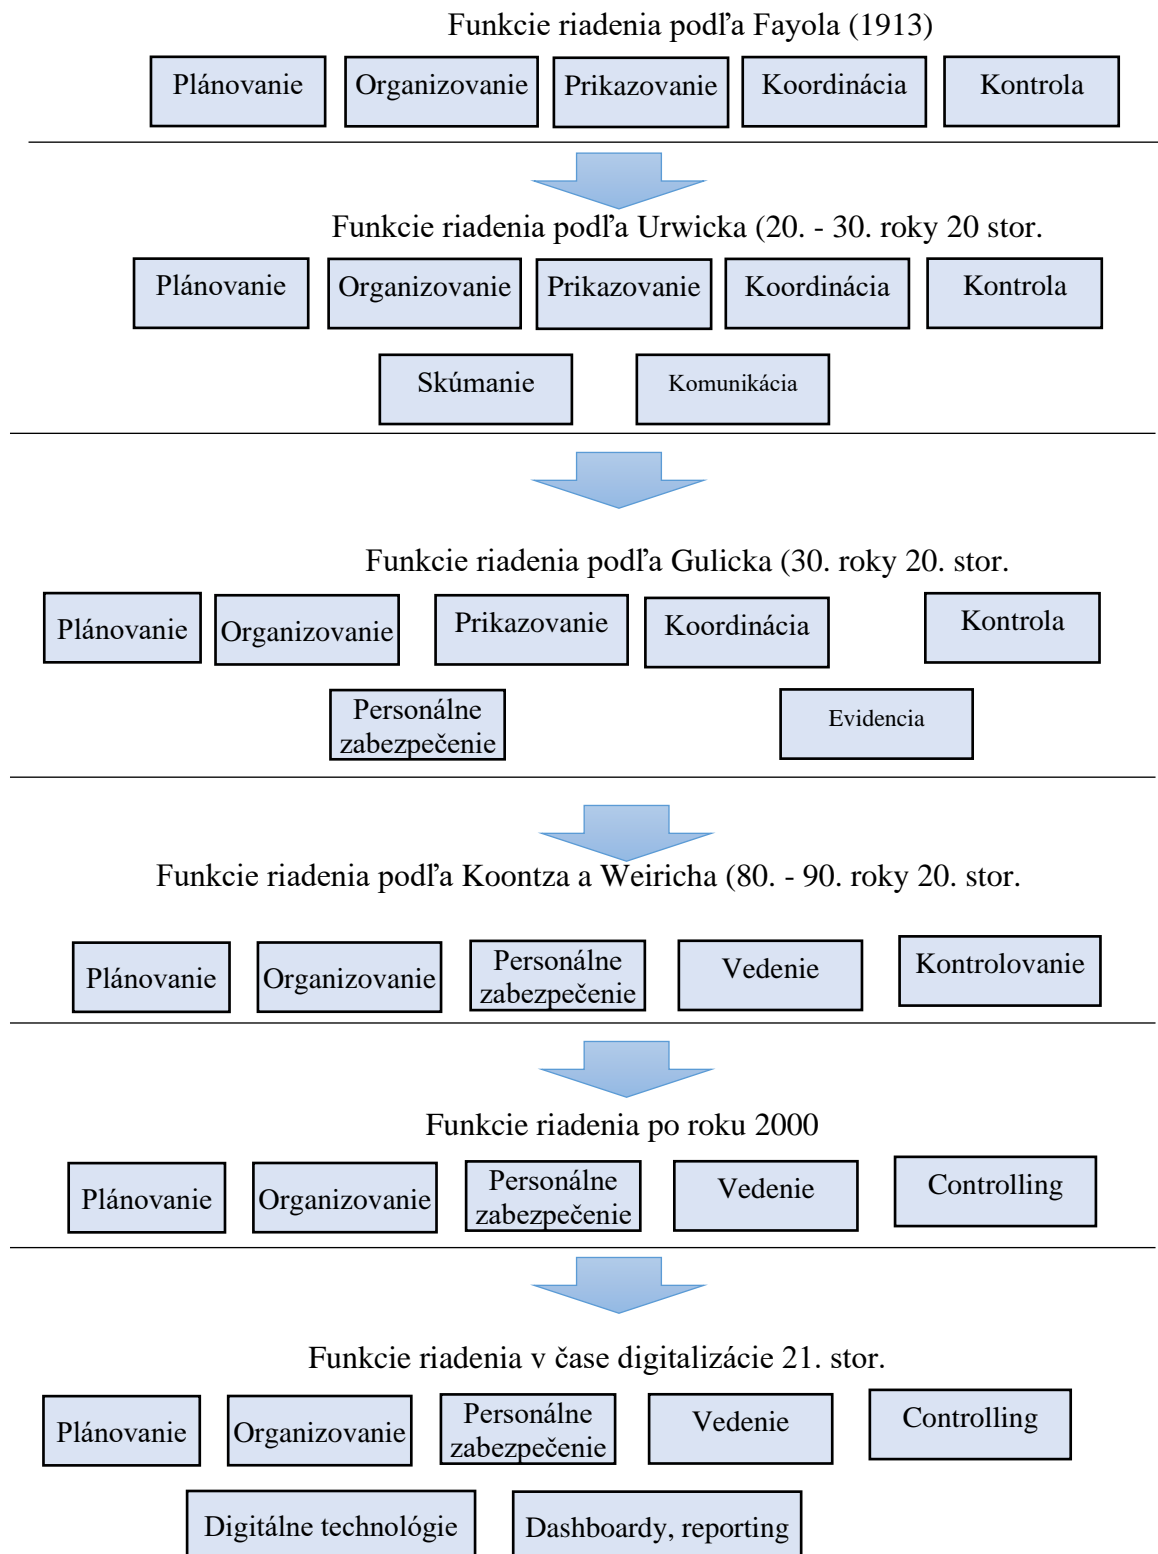 Funkcie riadenia podľa Fayola (1913)
Plánovanie Organizovanie Prikazovanie Koordinácia Kontrola
Funkcie riadenia podľa Urwicka (20. - 30. roky 20 stor.
Plánovanie Organizovanie Prikazovanie Koordinácia Kontrola
Skúmanie Komunikácia
Funkcie riadenia podľa Gulicka (30. roky 20. stor.
Plánovanie Organizovanie Prikazovanie Koordinácia Kontrola
Personálne
zabezpečenie
Evidencia
Funkcie riadenia podľa Koontza a Weiricha (80. - 90. roky 20. stor.
Plánovanie
Organizovanie
Personálne
zabezpečenie
Vedenie
Kontrolovanie
Funkcie riadenia po roku 2000
Plánovanie
Organizovanie
Personálne
zabezpečenie
Vedenie
Controlling
Funkcie riadenia v čase digitalizácie 21. stor.
Plánovanie
Organizovanie
Personálne
zabezpečenie
Vedenie
Controlling
Digitálne technológie
Dashboardy, reporting